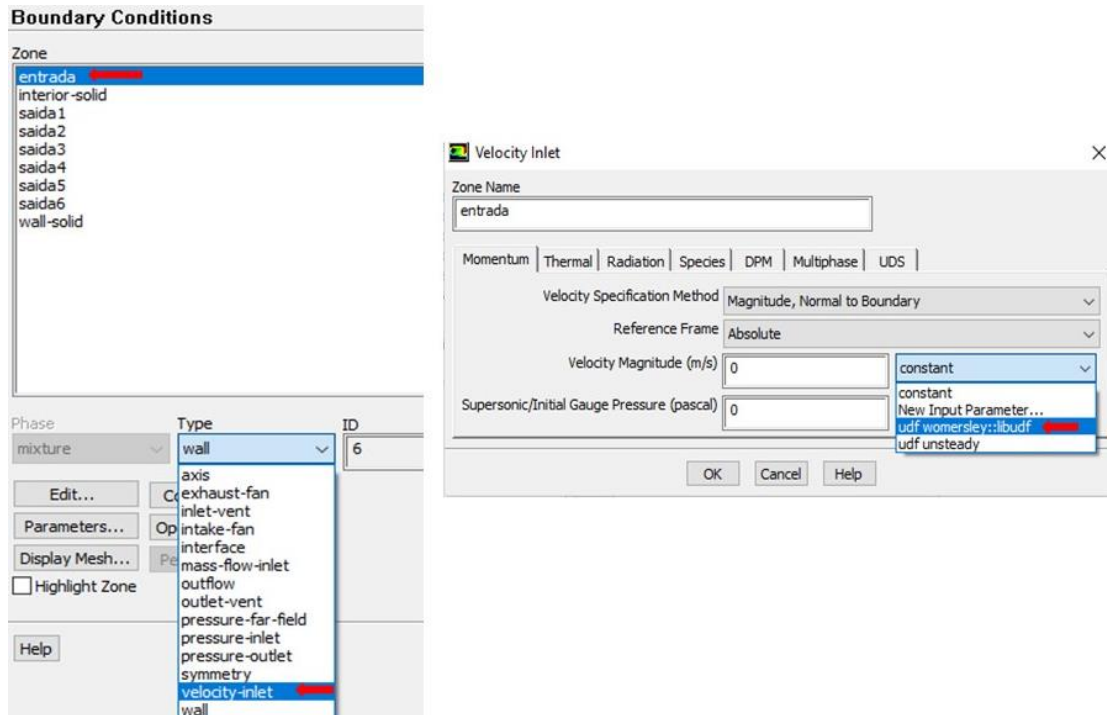 Boundary Conditions
Zone
entrada
interior-solid
saida1
saida2
saida3
saida4
saida5
saida6
wall-solid
Phase
Type
ID
mixture
wall
6
axis
exhaust-fan
inlet-vent
intake-fan
interface
mass-flow-inlet
outflow
outlet-vent
pressure-far-field
pressure-inlet
pressure-outlet
symmetry
velocity-inlet
wall
Edit...
Parameters...
Display Mesh...
Highlight Zone
Help
Velocity Inlet
Zone Name
entrada
Momentum Thermal Radiation Species DPM Multiphase UDS
Velocity Specification Method Magnitude, Normal to Boundary
Reference Frame Absolute
Velocity Magnitude (m/s) 0 constant
constant
New Input Parameter...
udf womersley::libudf
udf unsteady
Supersonic/Initial Gauge Pressure (pascal) 0
OK Cancel Help